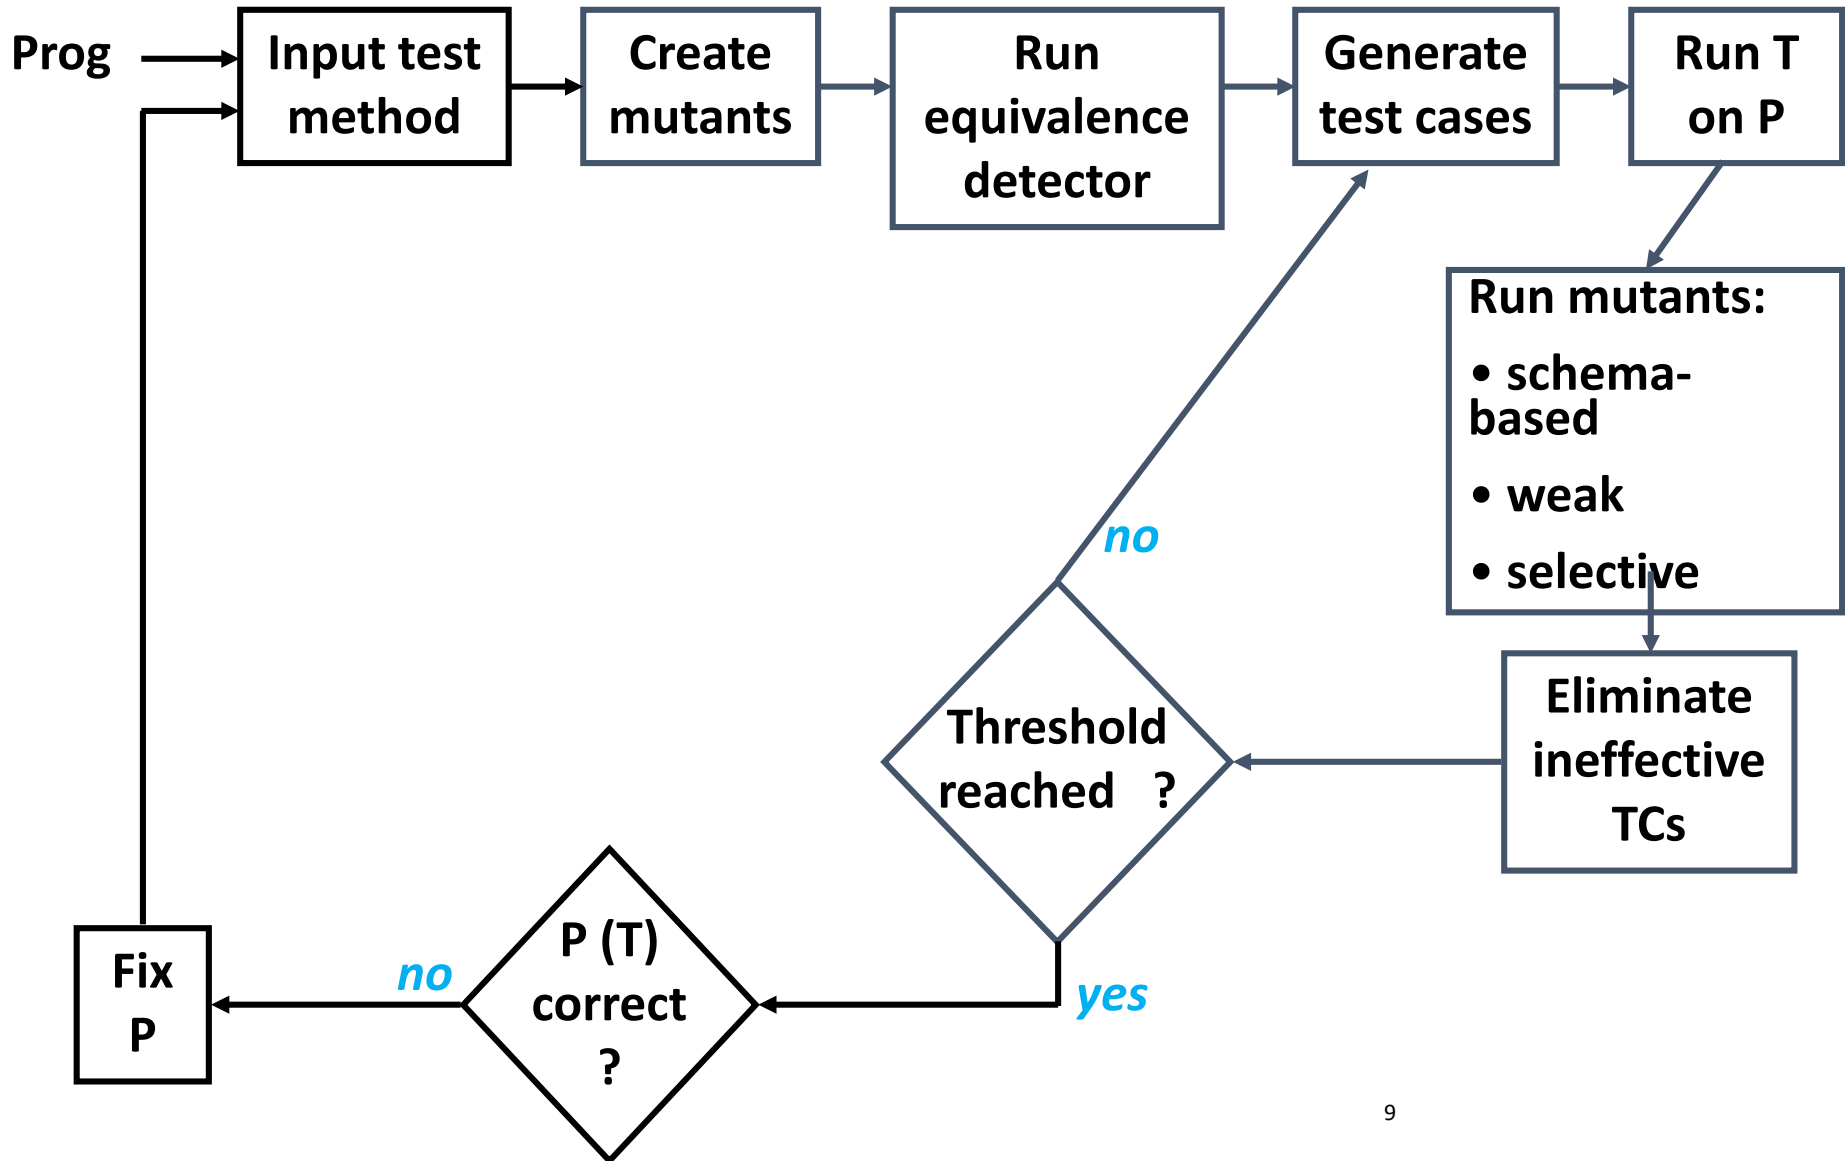 Prog
Input test
method
Create
mutants
Run
equivalence
detector
Generate
test cases
Run T
on P
Run mutants:
• schema-
based
• weak
• selective
no
Threshold
reached ?
Eliminate
ineffective
TCs
yes
P (T)
correct
?
no
Fix
P
9